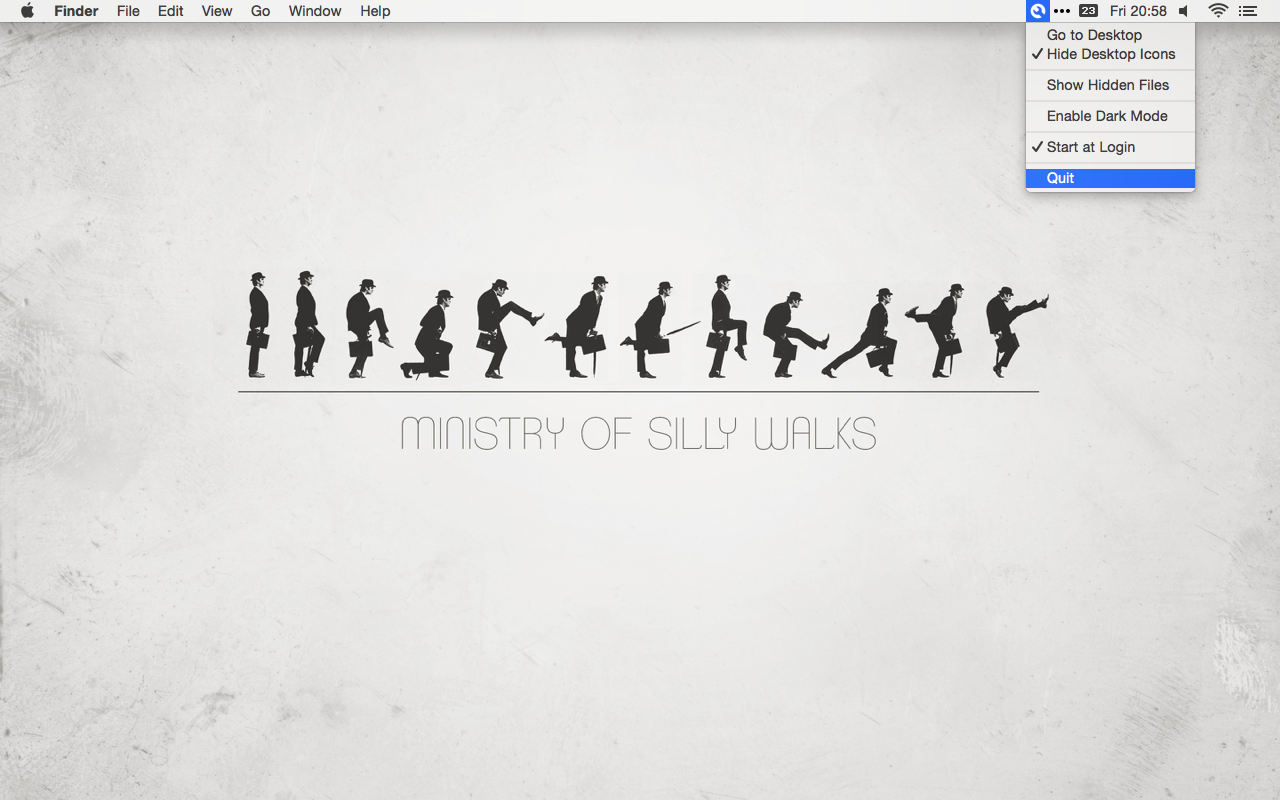 Finder File Edit View Go Window Help 23 Fri 20:58
Go to Desktop
Hide Desktop Icons
Show Hidden Files
Enable Dark Mode
Start at Login
Quit
MINISTRY OF SILLY WALKS